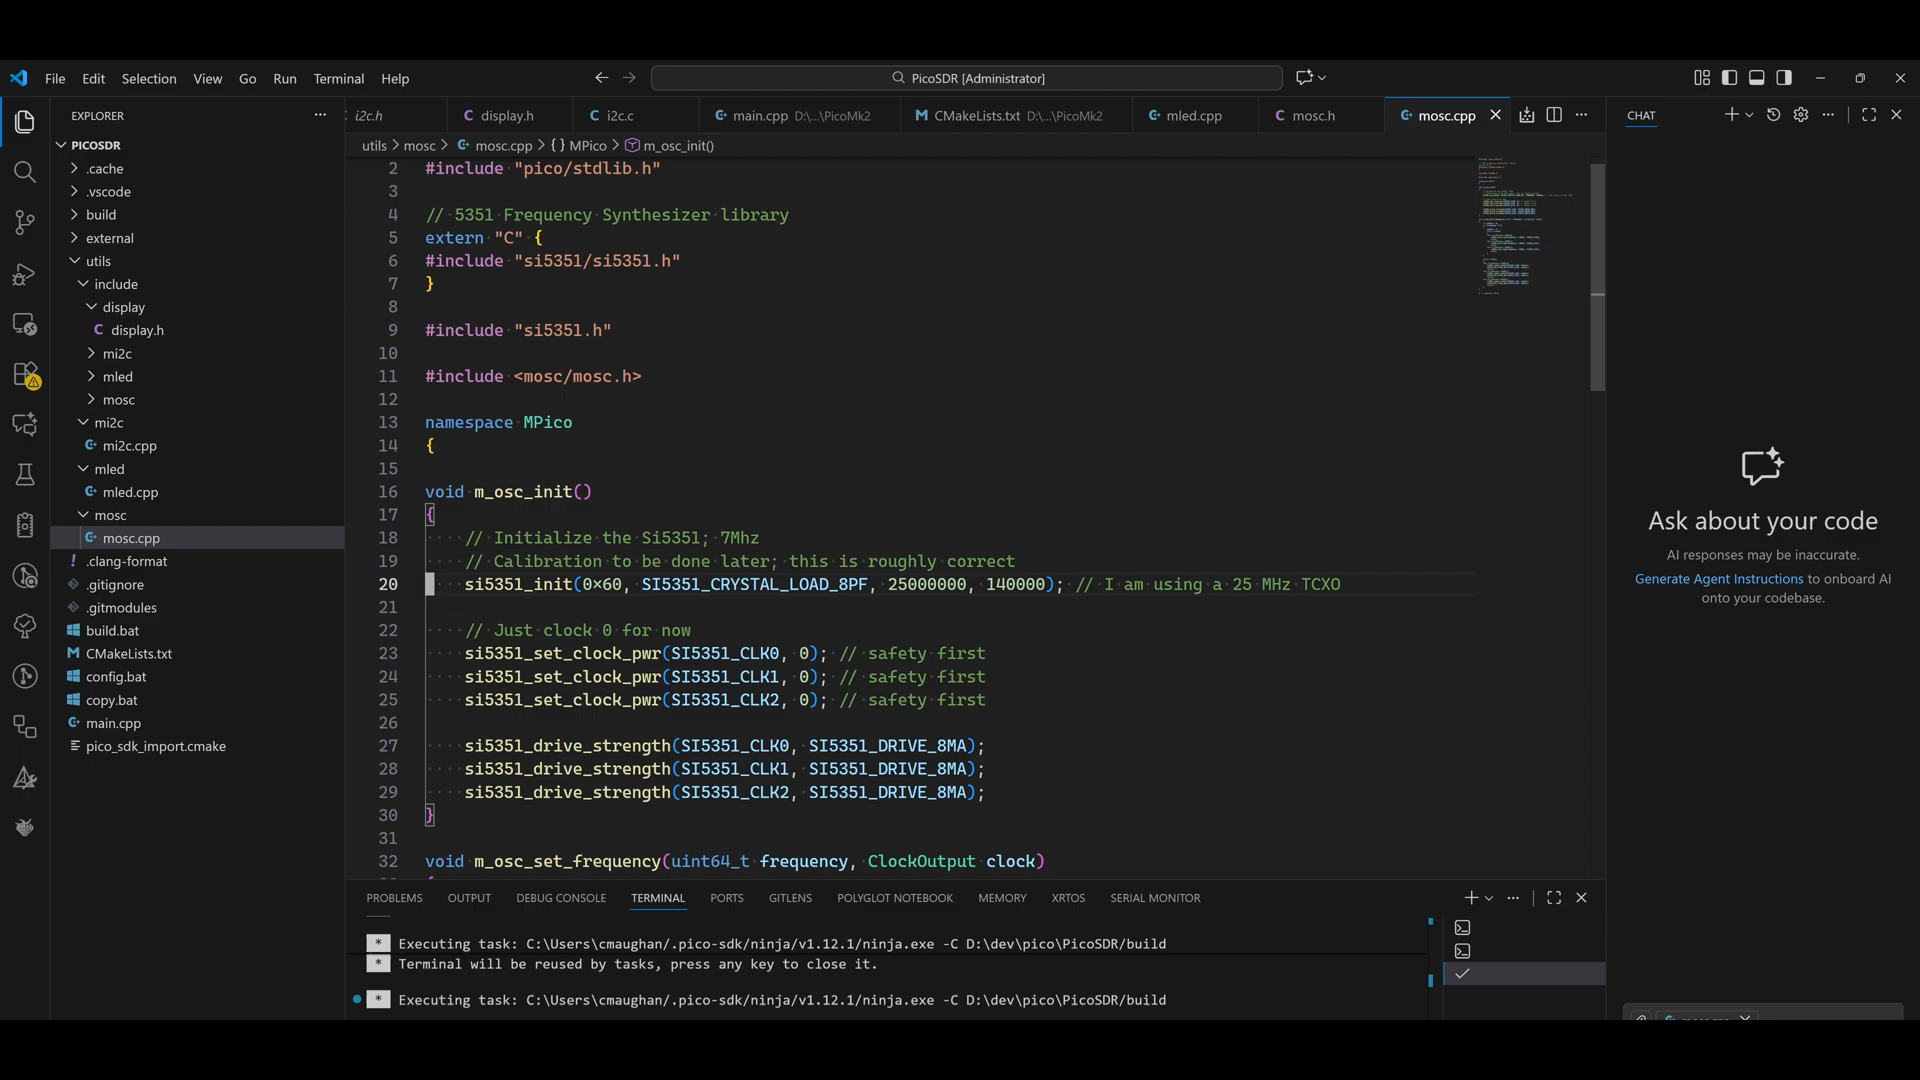 File Edit Selection View Go Run Terminal Help
PicoSDR [Administrator]
EXPLORER
PICOSDR
.cache
.vscode
build
external
utils
include
display
display.h
mi2c
mled
mosc
mi2c
mi2c.cpp
mled
mled.cpp
mosc
mosc.cpp
.clang-format
.gitignore
.gitmodules
build.bat
CMakeLists.txt
config.bat
copy.bat
main.cpp
pico_sdk_import.cmake
i2c.h display.h i2c.c main.cpp D:\...\PicoMk2 CMakeLists.txt D:\...\PicoMk2 mled.cpp mosc.h mosc.cpp
utils > mosc > mosc.cpp > {} MPico > m_osc_init()
2 #include "pico/stdlib.h"
3
4 // 5351 Frequency Synthesizer library
5 extern "C" {
6 #include "si5351/si5351.h"
7 }
8
9 #include "si5351.h"
10
11 #include <mosc/mosc.h>
12
13 namespace MPico
14 {
15
16 void m_osc_init()
17 {
18 // Initialize the Si5351; 7Mhz
19 // Calibration to be done later; this is roughly correct
20 si5351_init(0×60, SI5351_CRYSTAL_LOAD_8PF, 25000000, 140000); // I am using a 25 MHz TCXO
21
22 // Just clock 0 for now
23 si5351_set_clock_pwr(SI5351_CLK0, 0); // safety first
24 si5351_set_clock_pwr(SI5351_CLK1, 0); // safety first
25 si5351_set_clock_pwr(SI5351_CLK2, 0); // safety first
26
27 si5351_drive_strength(SI5351_CLK0, SI5351_DRIVE_8MA);
28 si5351_drive_strength(SI5351_CLK1, SI5351_DRIVE_8MA);
29 si5351_drive_strength(SI5351_CLK2, SI5351_DRIVE_8MA);
30 }
31
32 void m_osc_set_frequency(uint64_t frequency, ClockOutput clock)
PROBLEMS OUTPUT DEBUG CONSOLE TERMINAL PORTS GITLENS POLYGLOT NOTEBOOK MEMORY XRTOS SERIAL MONITOR
* Executing task: C:\Users\cmaughan/.pico-sdk/ninja/v1.12.1/ninja.exe -C D:\dev\pico\PicoSDR/build
* Terminal will be reused by tasks, press any key to close it.
* Executing task: C:\Users\cmaughan/.pico-sdk/ninja/v1.12.1/ninja.exe -C D:\dev\pico\PicoSDR/build
CHAT
Ask about your code
AI responses may be inaccurate.
Generate Agent Instructions to onboard AI
onto your codebase.